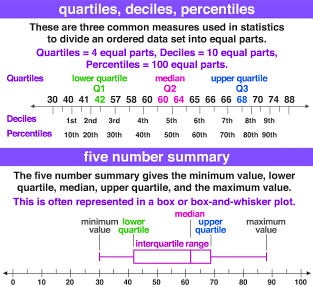 quartiles, deciles, percentiles
These are three common measures used in statistics
to divide an ordered data set into equal parts.
Quartiles = 4 equal parts, Deciles = 10 equal parts,
Percentiles = 100 equal parts.
Quartiles lower quartile median upper quartile
Q1 Q2 Q3
30 40 41 42 57 58 60 60 64 65 66 66 68 70 74 88
Deciles 1st 2nd 3rd 4th 5th 6th 7th 8th 9th
Percentiles 10th 20th 30th 40th 50th 60th 70th 80th 90th
five number summary
The five number summary gives the minimum value, lower
quartile, median, upper quartile, and the maximum value.
This is often represented in a box or box-and-whisker plot.
median
minimum lower upper maximum
value quartile quartile value
interquartile range
0 10 20 30 40 50 60 70 80 90 100